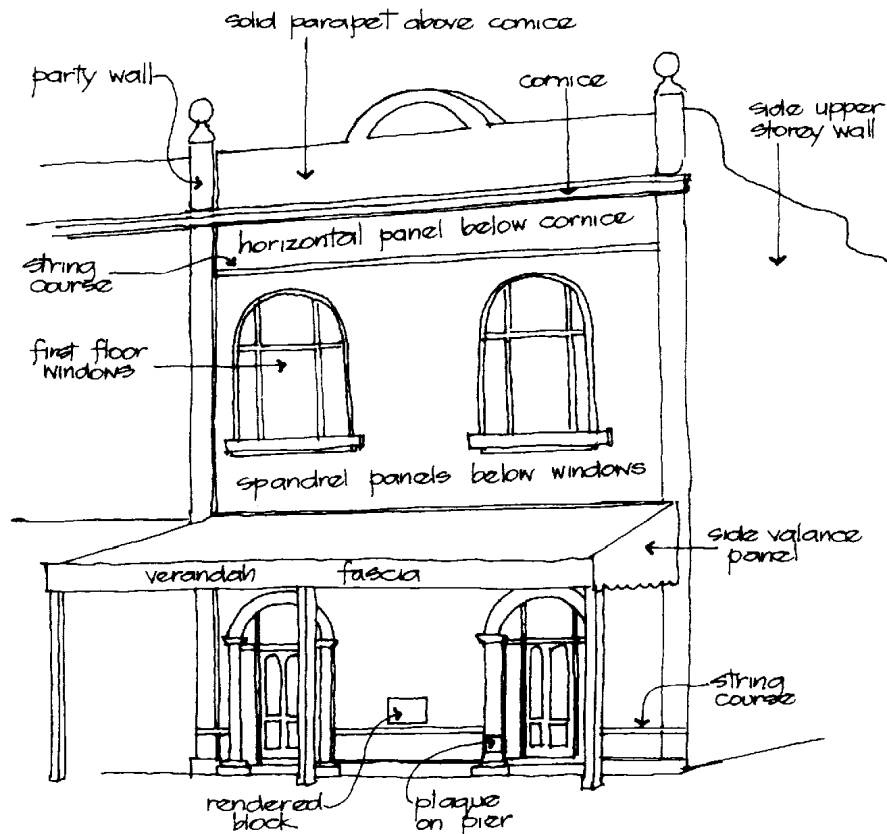 solid parapet above cornice
party wall
cornice
side upper
storey wall
horizontal panel below cornice
string
course
first floor
windows
spandrel panels below windows
side valance
panel
verandah fascia
string
course
rendered
block
plaque
on pier